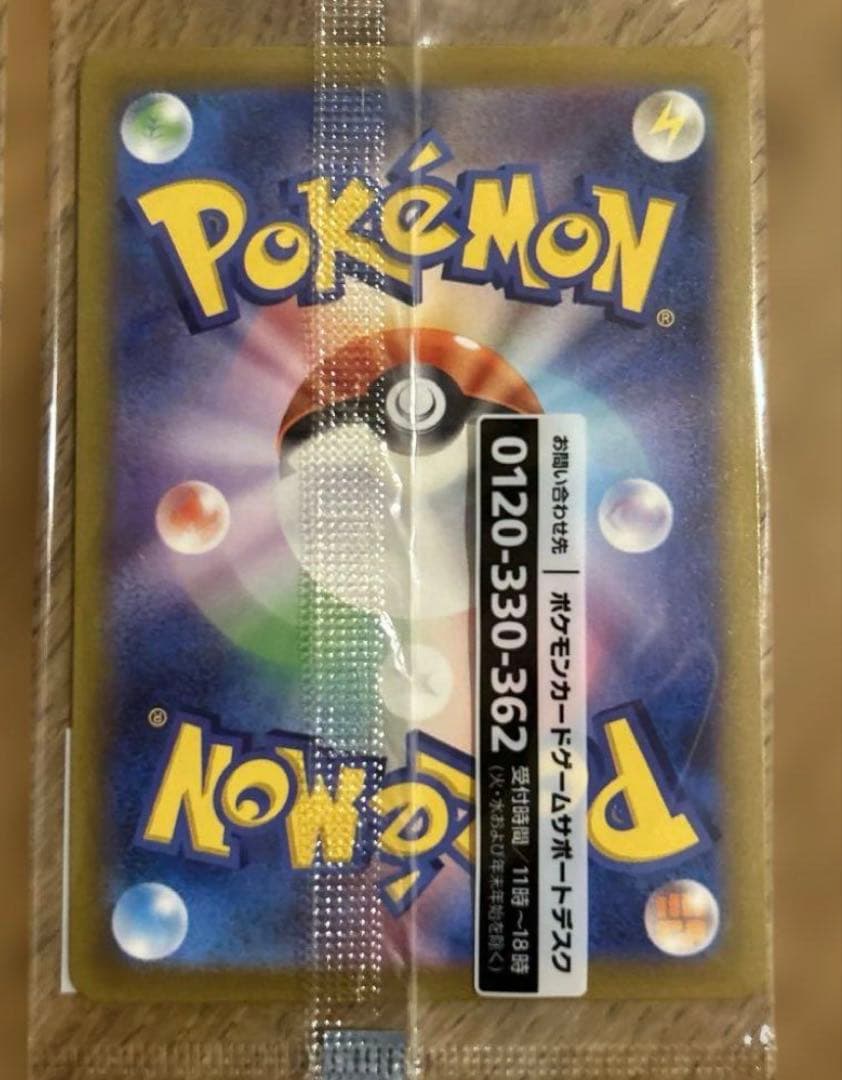 POKéMON
®
お問い合わせ先 | ポケモンカードゲームサポートデスク
0120-330-362 受付時間/11時～18時
(火・水および年末年始を除く)
POKéMON
®